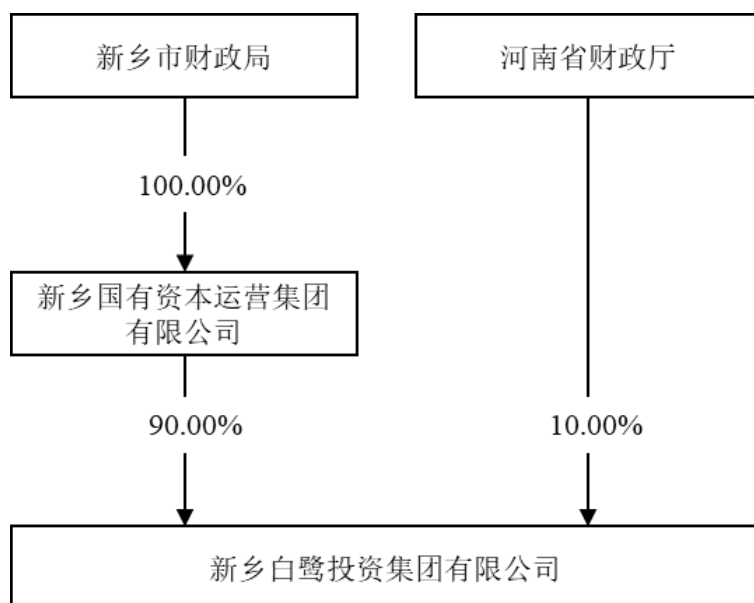 新乡市财政局
河南省财政厅
100.00%
新乡国有资本运营集团
有限公司
90.00%
10.00%
新乡白鹭投资集团有限公司